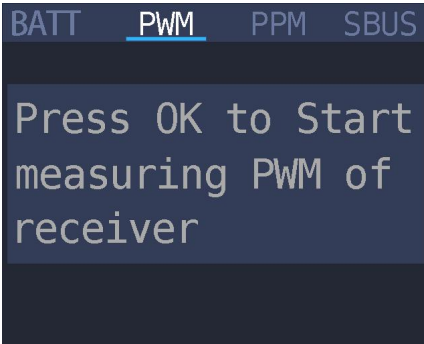 BATT PWM PPM SBUS
Press OK to Start
measuring PWM of
receiver